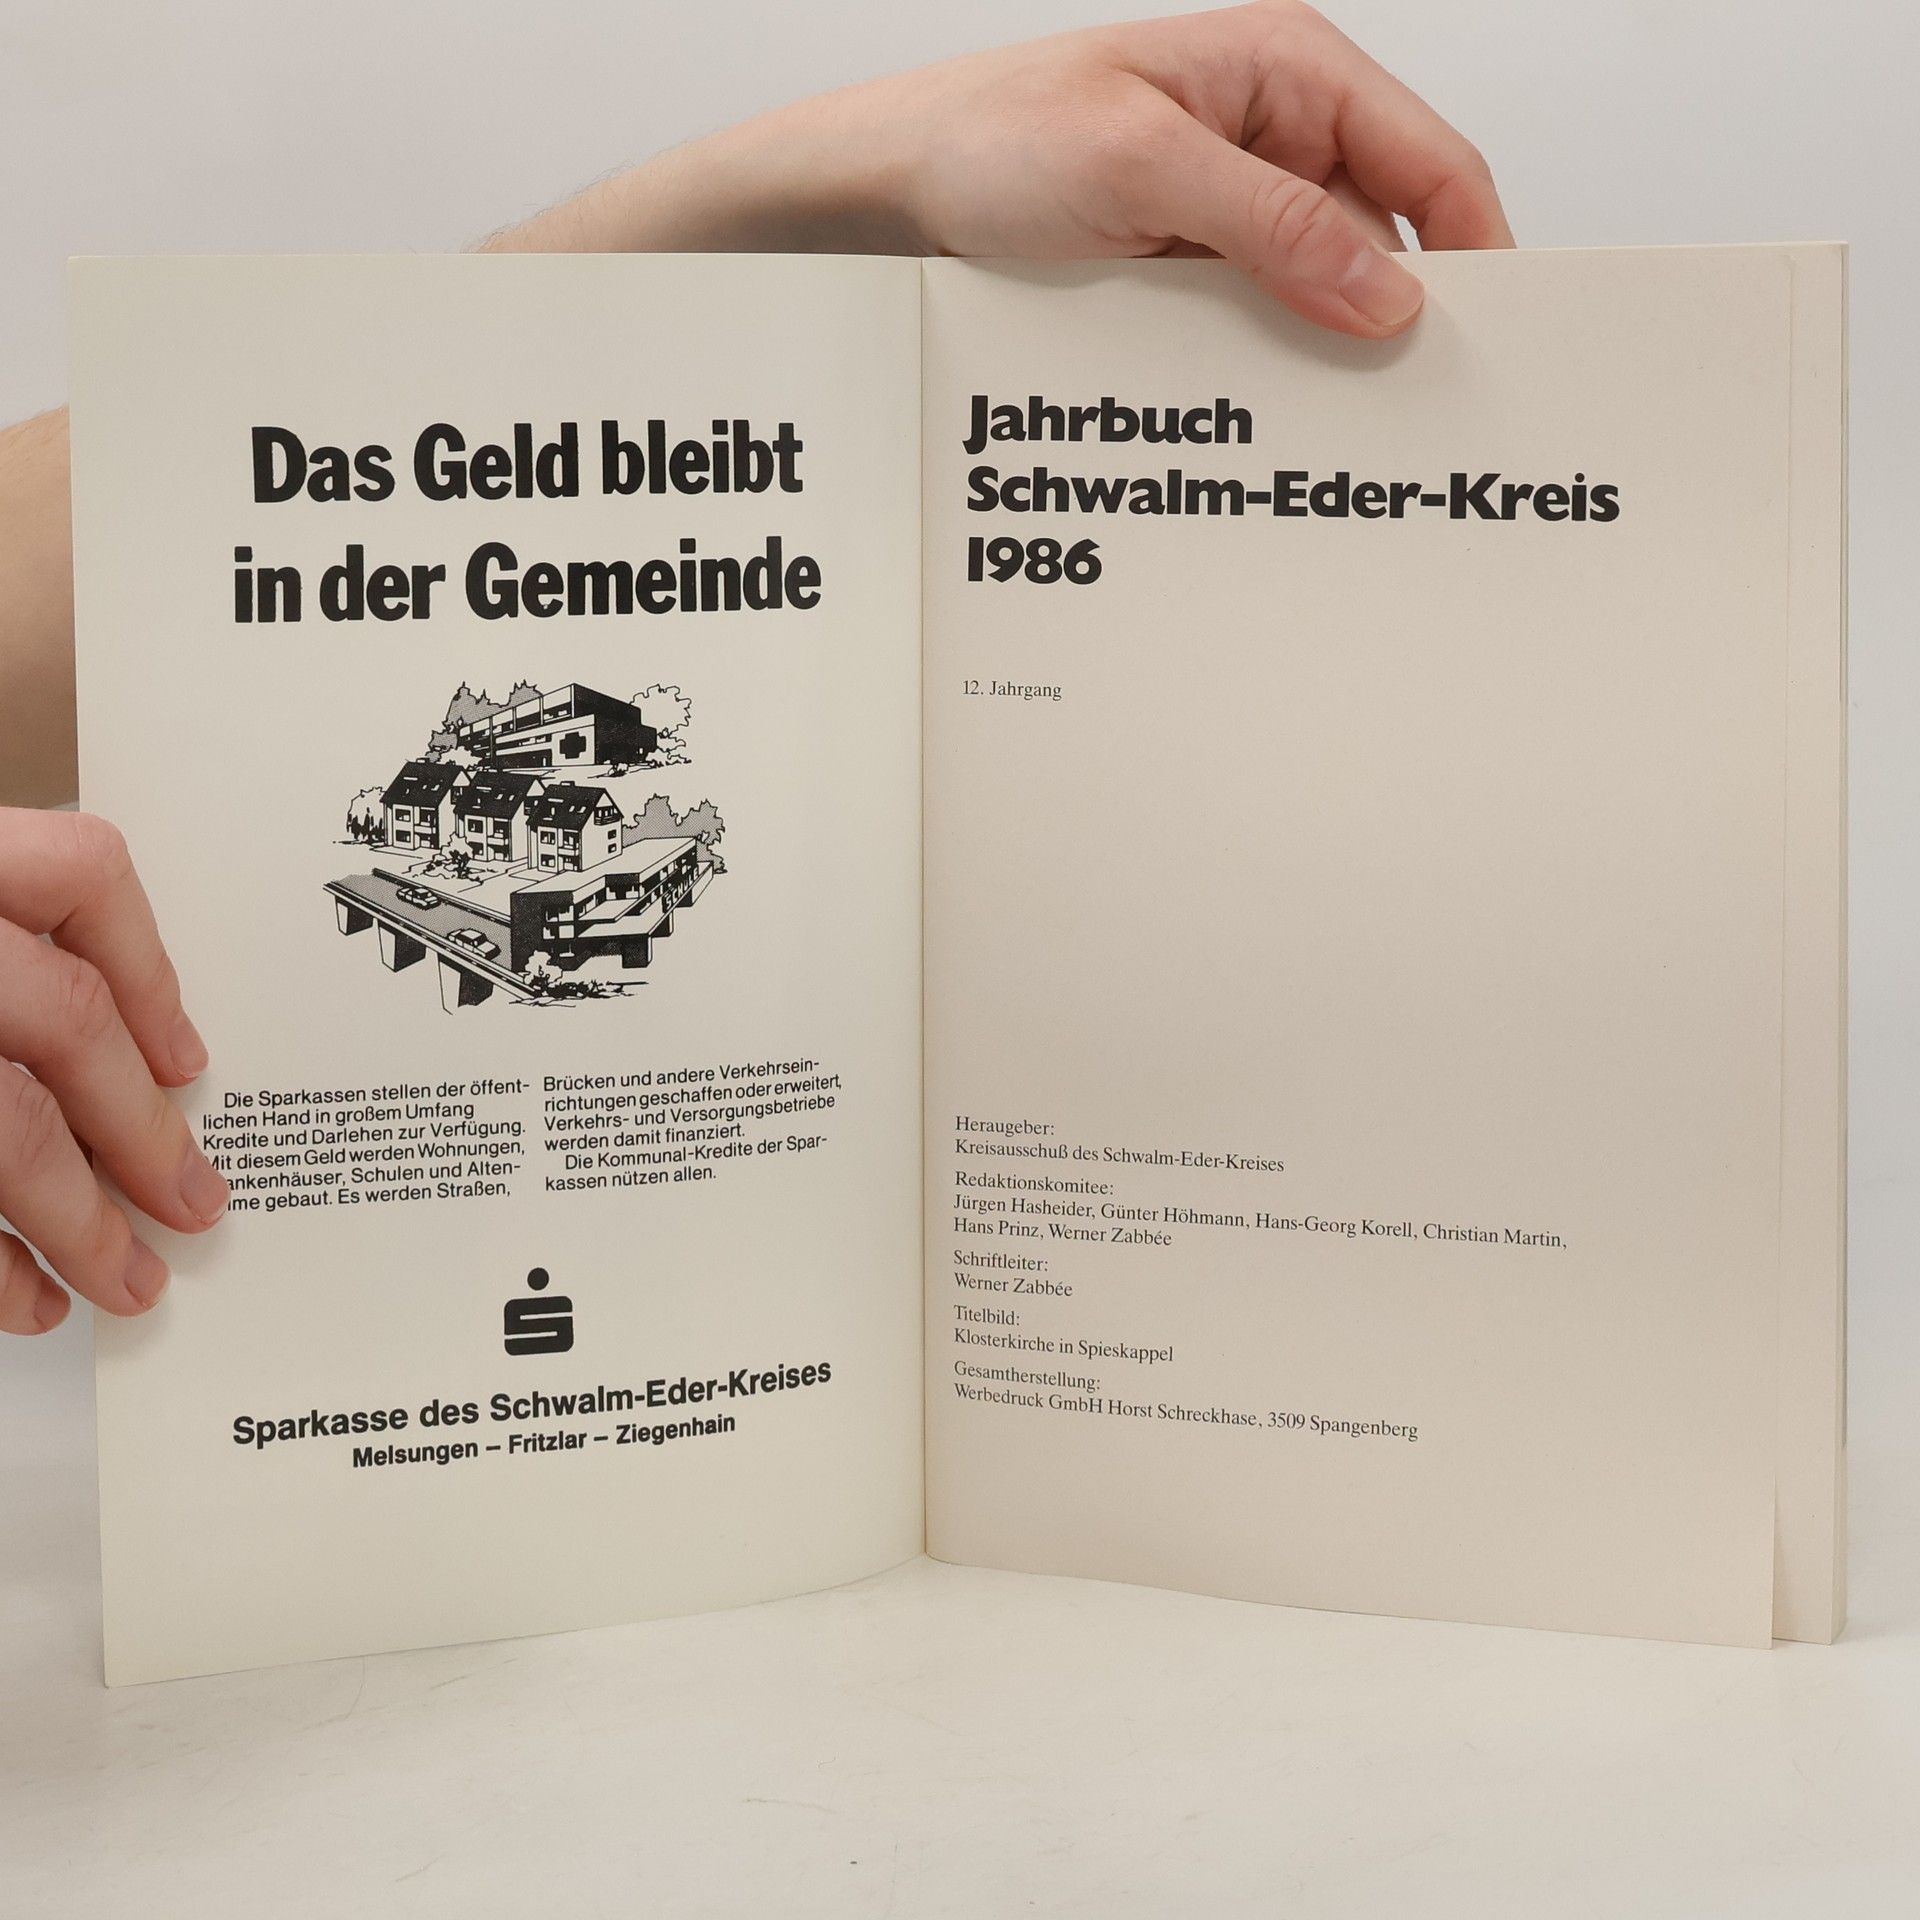 Das Geld bleibt
in der Gemeinde
SCHULE
Die Sparkassen stellen der öffent-
lichen Hand in großem Umfang
Kredite und Darlehen zur Verfügung.
Mit diesem Geld werden Wohnungen,
ankenhäuser, Schulen und Alten-
me gebaut. Es werden Straßen,
Brücken und andere Verkehrsein-
richtungen geschaffen oder erweitert,
Verkehrs- und Versorgungsbetriebe
werden damit finanziert.
Die Kommunal-Kredite der Spar-
kassen nützen allen.
Sparkasse des Schwalm-Eder-Kreises
Melsungen – Fritzlar – Ziegenhain
Jahrbuch
Schwalm-Eder-Kreis
1986
12. Jahrgang
Heraugeber:
Kreisausschuß des Schwalm-Eder-Kreises
Redaktionskomitee:
Jürgen Hasheider, Günter Höhmann, Hans-Georg Korell, Christian Martin,
Hans Prinz, Werner Zabbée
Schriftleiter:
Werner Zabbée
Titelbild:
Klosterkirche in Spieskappel
Gesamtherstellung:
Werbedruck GmbH Horst Schreckhase, 3509 Spangenberg